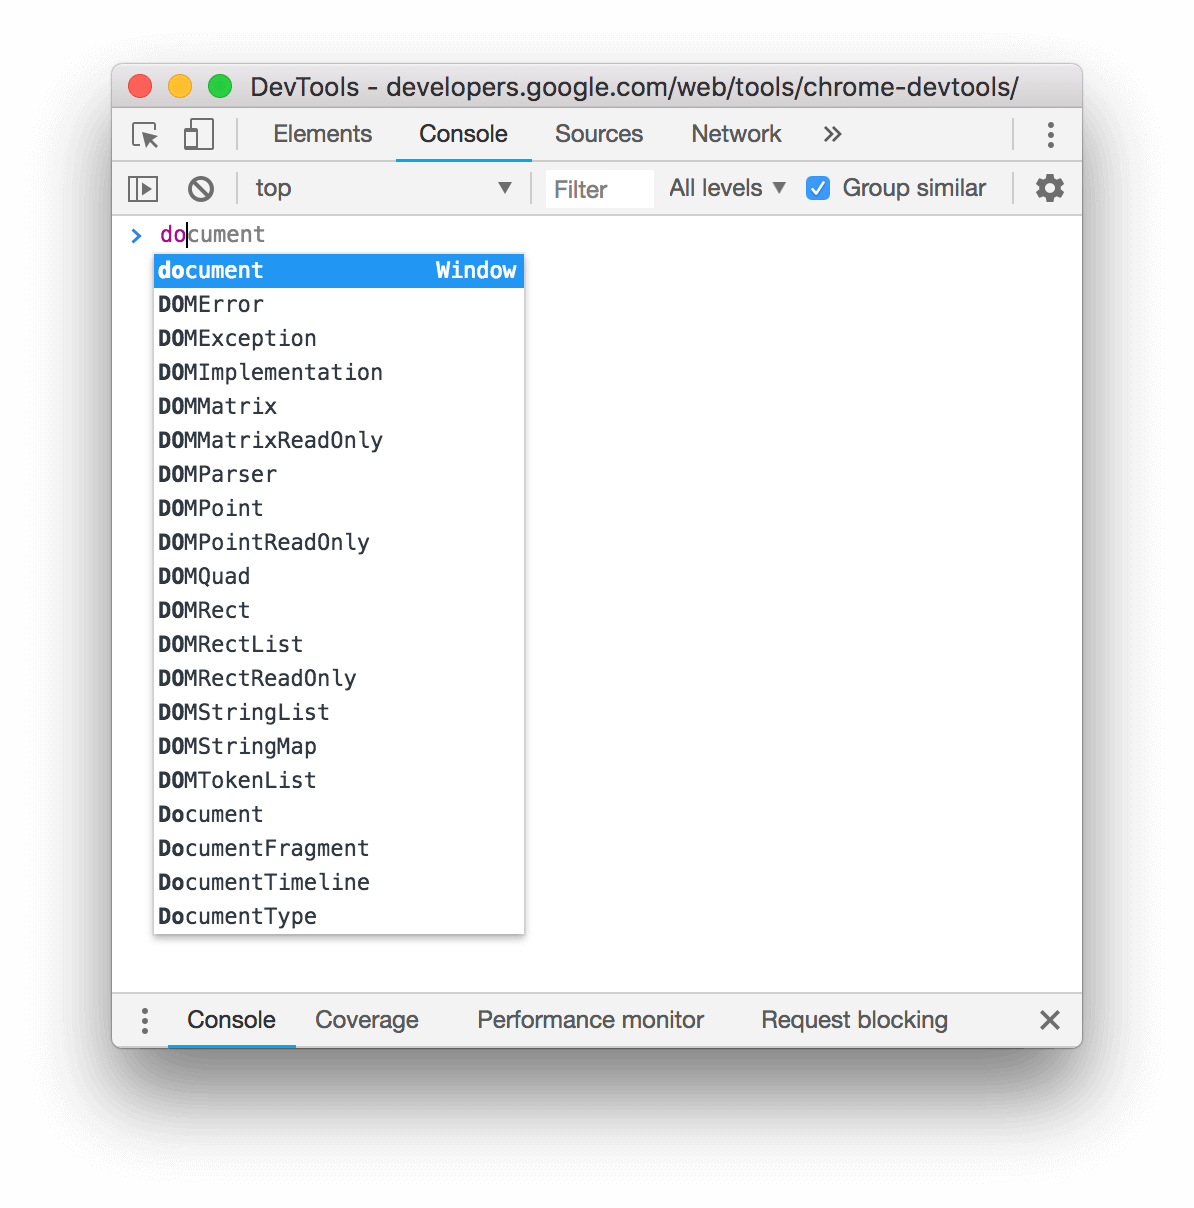 DevTools - developers.google.com/web/tools/chrome-devtools/
Elements Console Sources Network »
top Filter All levels Group similar
> document
document Window
DOMError
DOMException
DOMImplementation
DOMMatrix
DOMMatrixReadOnly
DOMParser
DOMPoint
DOMPointReadOnly
DOMQuad
DOMRect
DOMRectList
DOMRectReadOnly
DOMStringList
DOMStringMap
DOMTokenList
Document
DocumentFragment
DocumentTimeline
DocumentType
Console Coverage Performance monitor Request blocking